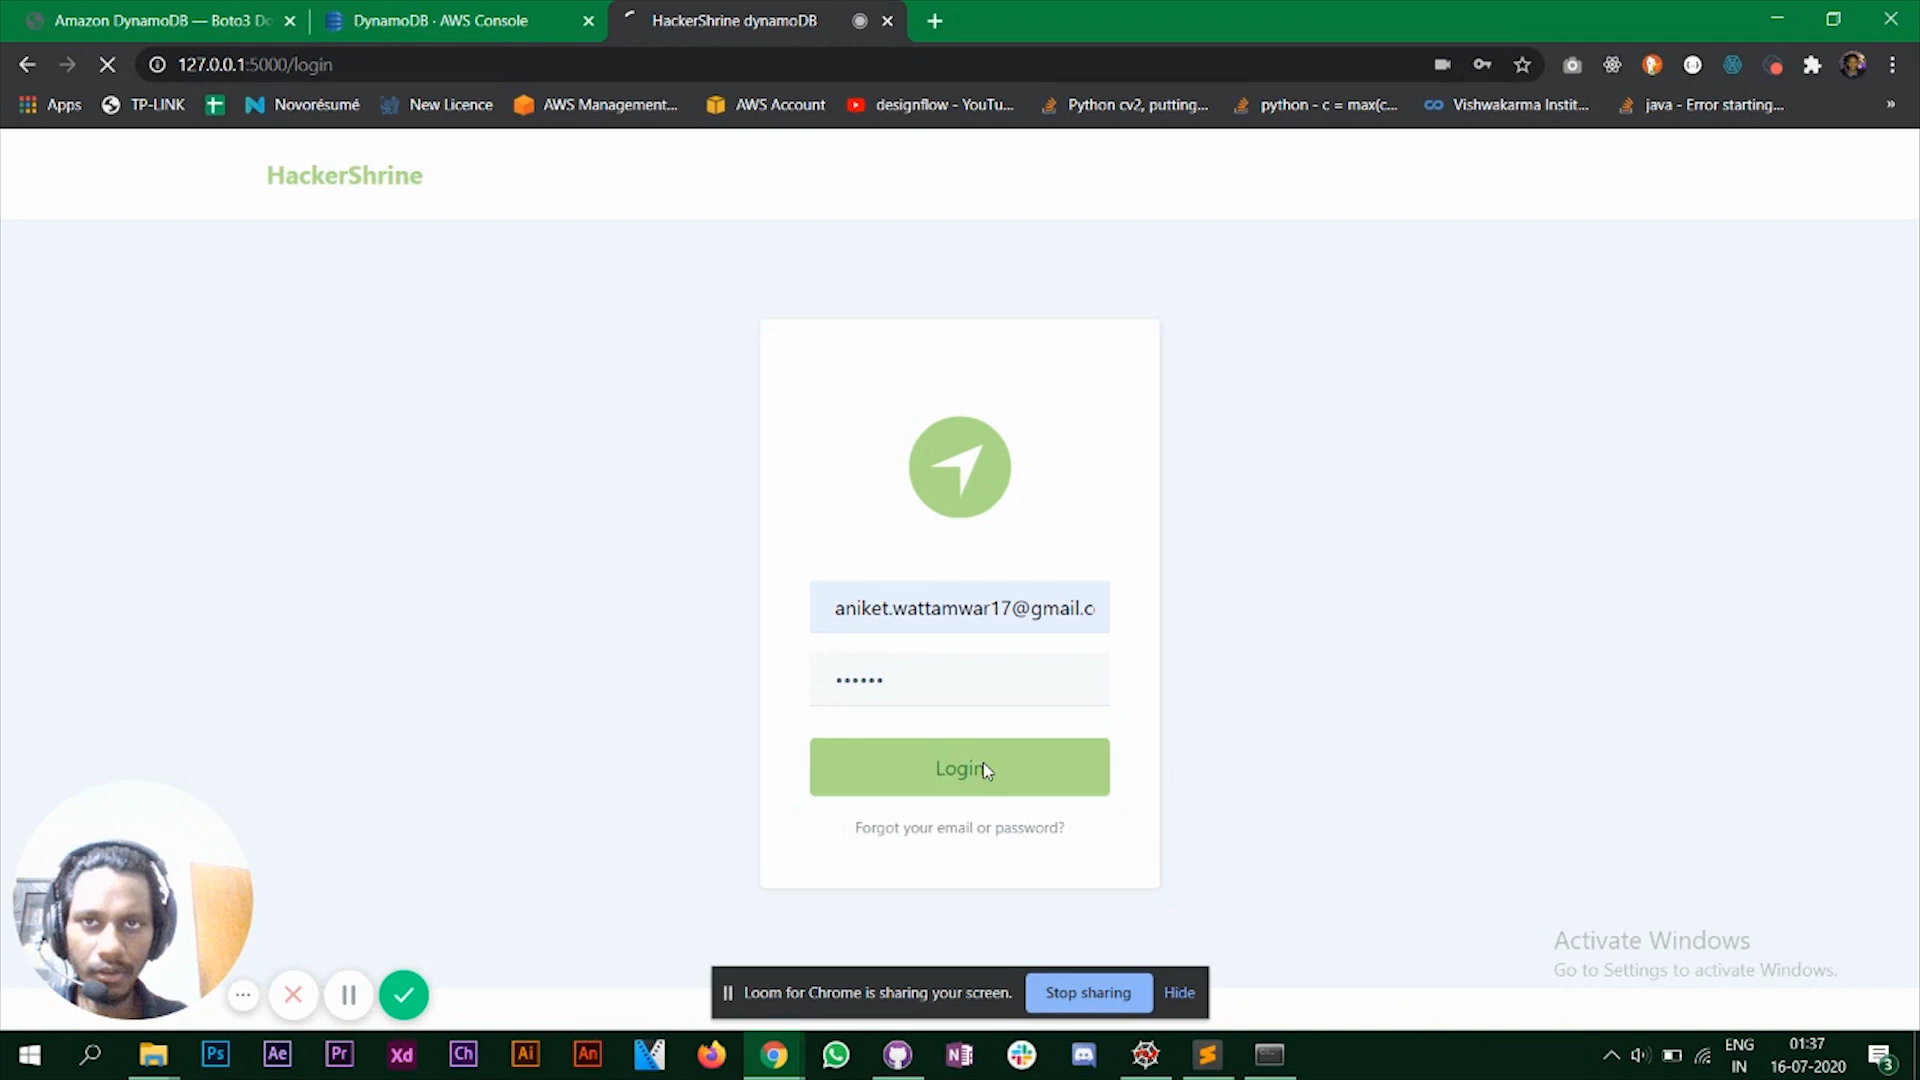 Amazon DynamoDB — Boto3 Do
DynamoDB · AWS Console
HackerShrine dynamoDB
127.0.0.1:5000/login
Apps
TP-LINK
Novorésumé
New Licence
AWS Management...
AWS Account
designflow - YouTu...
Python cv2, putting...
python - c = max(c...
Vishwakarma Instit...
java - Error starting...
»
HackerShrine
aniket.wattamwar17@gmail.c
••••••
Login
Forgot your email or password?
Activate Windows
Go to Settings to activate Windows.
Loom for Chrome is sharing your screen.
Stop sharing
Hide
Ps
Ae
Pr
Xd
Ch
Ai
An
ENG
IN
01:37
16-07-2020
3